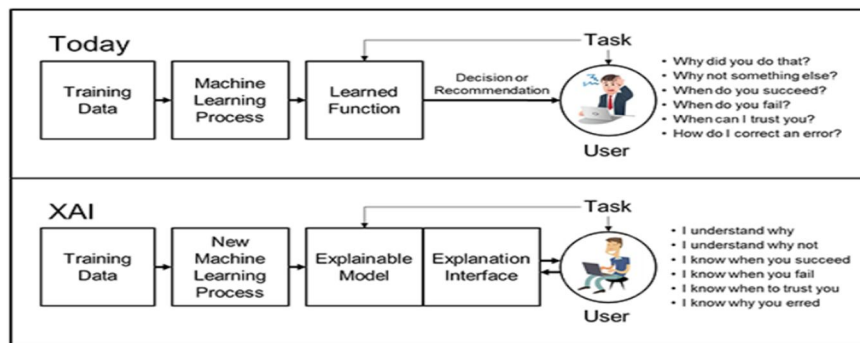 Today
Task
Training
Data
Machine
Learning
Process
Learned
Function
Decision or
Recommendation
User
• Why did you do that?
• Why not something else?
• When do you succeed?
• When do you fail?
• When can I trust you?
• How do I correct an error?
XAI
Task
Training
Data
New
Machine
Learning
Process
Explainable
Model
Explanation
Interface
User
• I understand why
• I understand why not
• I know when you succeed
• I know when you fail
• I know when to trust you
• I know why you erred